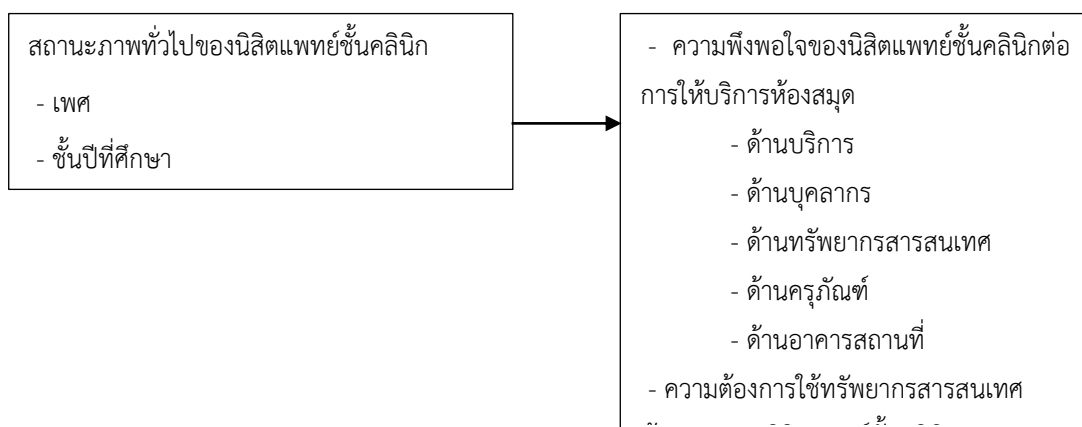 สถานะภาพทั่วไปของนิสิตแพทย์ชั้นคลินิก
- เพศ
- ชั้นปีที่ศึกษา
- ความพึงพอใจของนิสิตแพทย์ชั้นคลินิกต่อ
การให้บริการห้องสมุด
- ด้านบริการ
- ด้านบุคลากร
- ด้านทรัพยากรสารสนเทศ
- ด้านครุภัณฑ์
- ด้านอาคารสถานที่
- ความต้องการใช้ทรัพยากรสารสนเทศ